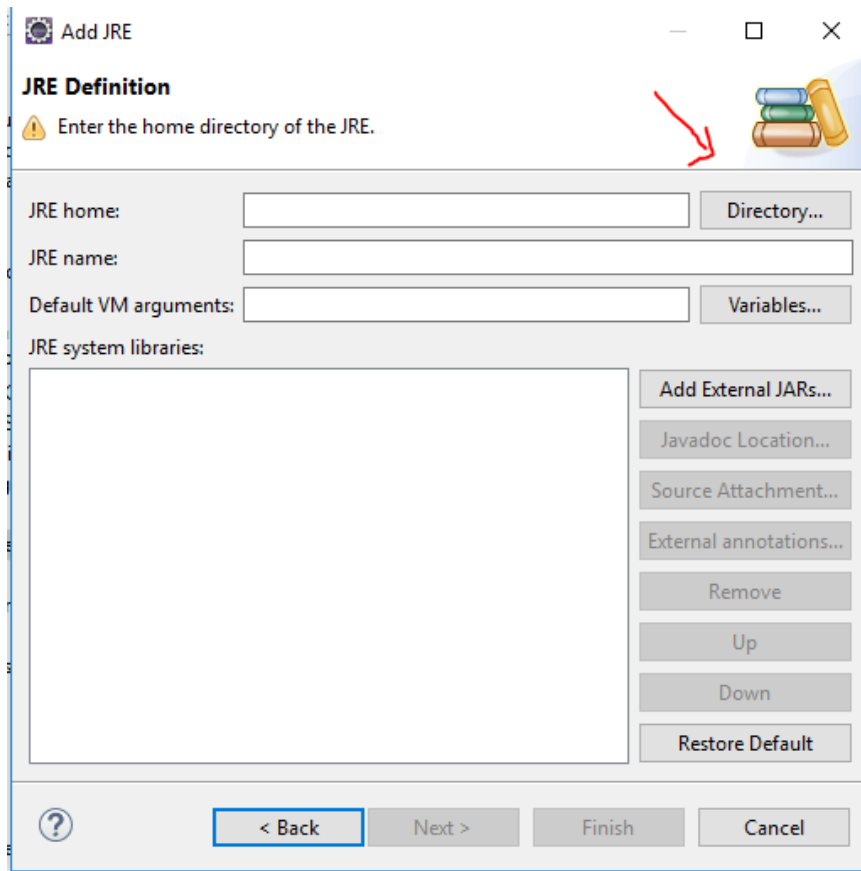 Add JRE
JRE Definition
Enter the home directory of the JRE.
JRE home:
Directory...
JRE name:
Default VM arguments:
Variables...
JRE system libraries:
Add External JARs...
Javadoc Location...
Source Attachment...
External annotations...
Remove
Up
Down
Restore Default
?
< Back
Next >
Finish
Cancel